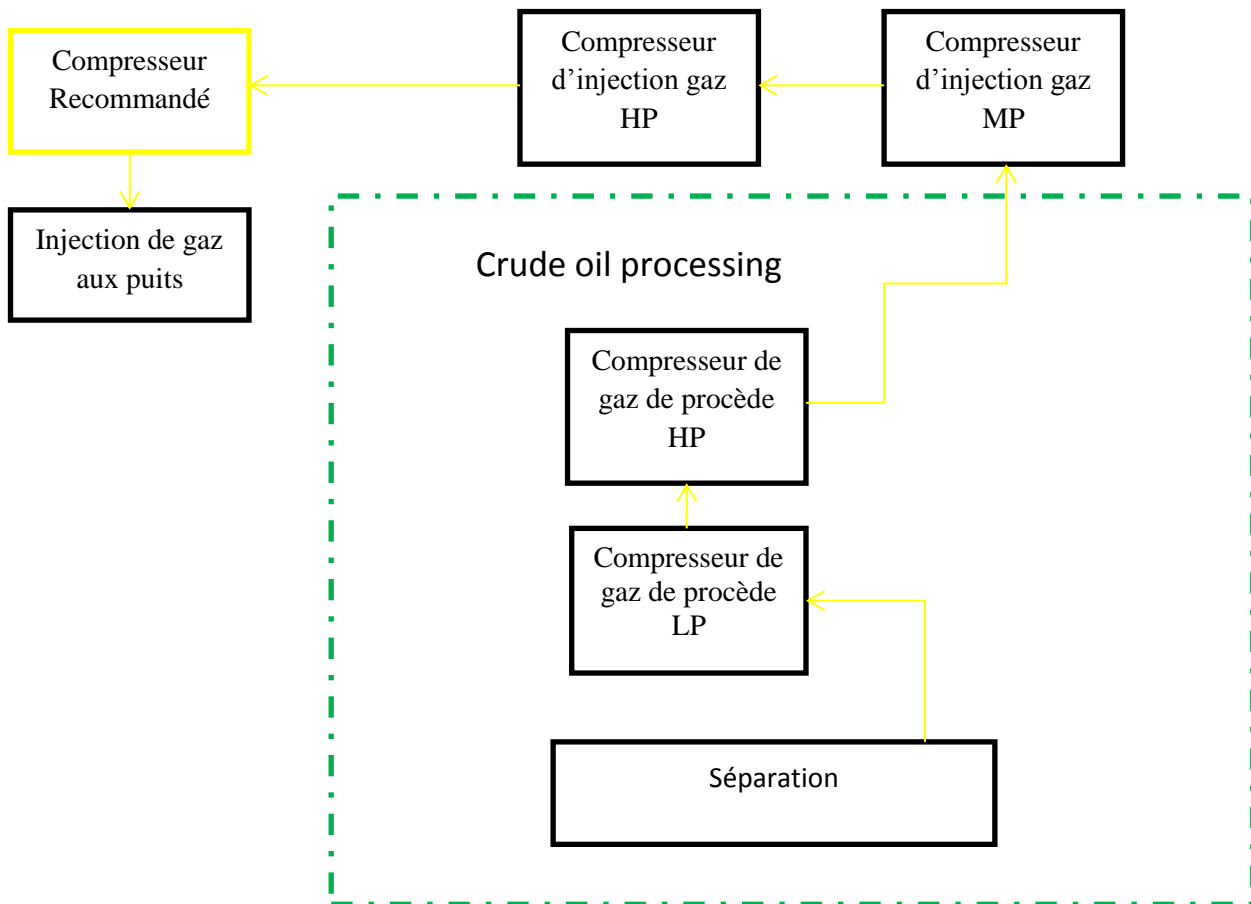 Compresseur
Recommandé
Compresseur
d’injection gaz
HP
Compresseur
d’injection gaz
MP
Injection de gaz
aux puits
Crude oil processing
Compresseur de
gaz de procède
HP
Compresseur de
gaz de procède
LP
Séparation